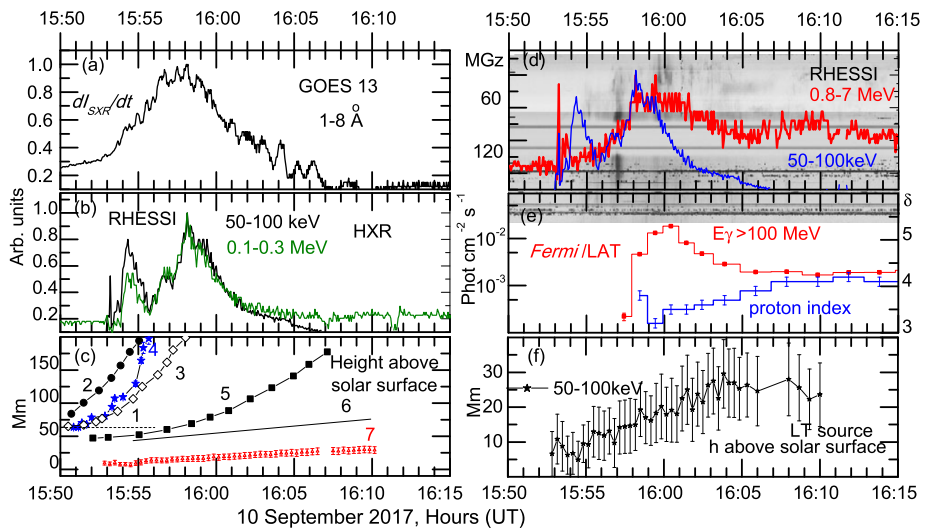 15:50 15:55 16:00 16:05 16:10
15:50 15:55 16:00 16:05 16:10 16:15
(a)
GOES 13
dI_SXR/dt
1-8 Å
1.0
0.8
0.6
0.4
0.2
(b)
RHESSI
50-100 keV
HXR
0.1-0.3 MeV
1.0
0.8
0.6
0.4
0.2
Arb. units
(c)
Height above
solar surface
1
2
3
4
5
6
7
150
100
50
0
Mm
15:50 15:55 16:00 16:05 16:10 16:15
(d)
MGz
60
120
RHESSI
0.8-7 MeV
50-100keV
(e)
δ
5
4
3
10⁻²
10⁻³
Phot cm⁻² s⁻¹
Fermi /LAT
Eγ >100 MeV
proton index
(f)
50-100keV
LT source
h above solar surface
30
20
10
Mm
15:50 15:55 16:00 16:05 16:10 16:15
10 September 2017, Hours (UT)